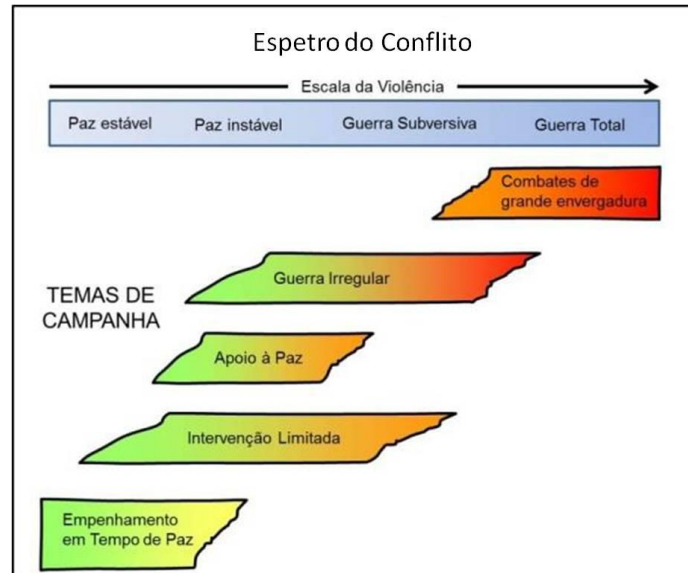 Espetro do Conflito
Escala da Violência
Paz estável Paz instável Guerra Subversiva Guerra Total
Combates de
grande envergadura
Guerra Irregular
TEMAS DE
CAMPANHA
Apoio à Paz
Intervenção Limitada
Empenhamento
em Tempo de Paz